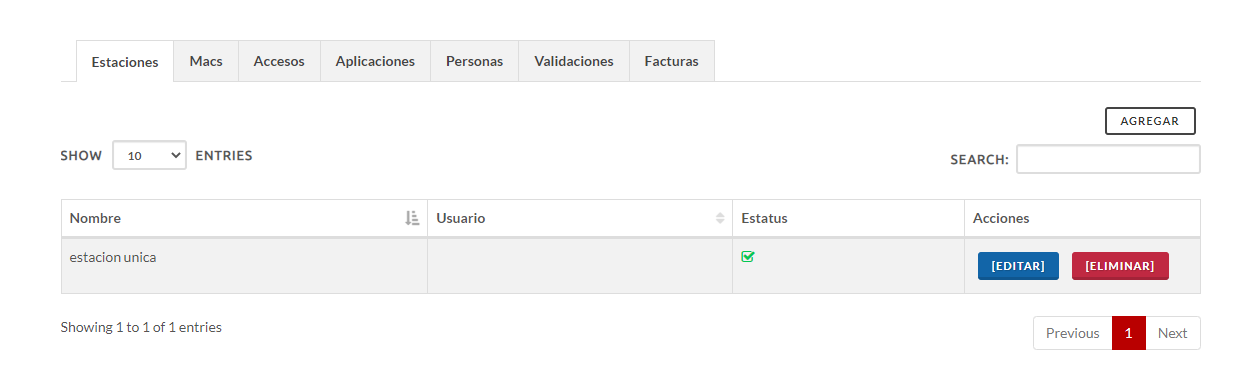 Estaciones Macs Accesos Aplicaciones Personas Validaciones Facturas
AGREGAR
SHOW 10 ENTRIES
SEARCH:
Nombre Usuario Estatus Acciones
estacion unica [EDITAR] [ELIMINAR]
Showing 1 to 1 of 1 entries
Previous 1 Next